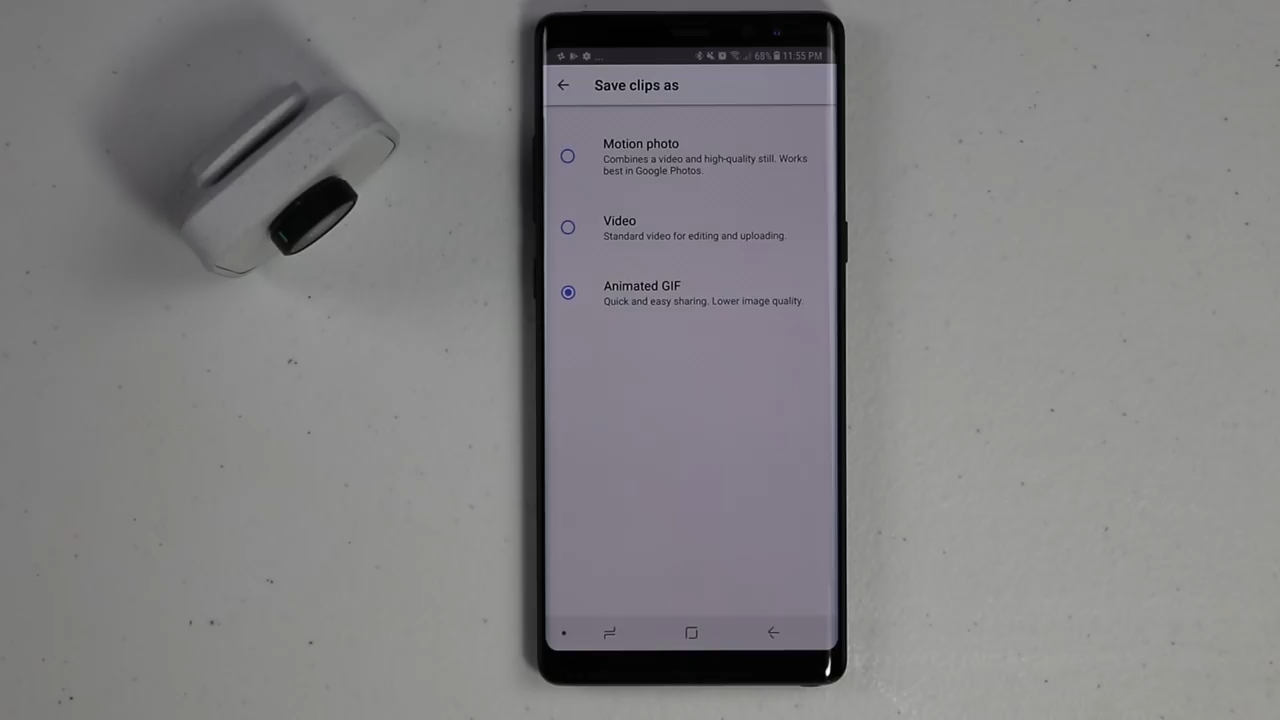 ... 68% 11:55 PM
Save clips as
Motion photo
Combines a video and high-quality still. Works
best in Google Photos.
Video
Standard video for editing and uploading.
Animated GIF
Quick and easy sharing. Lower image quality